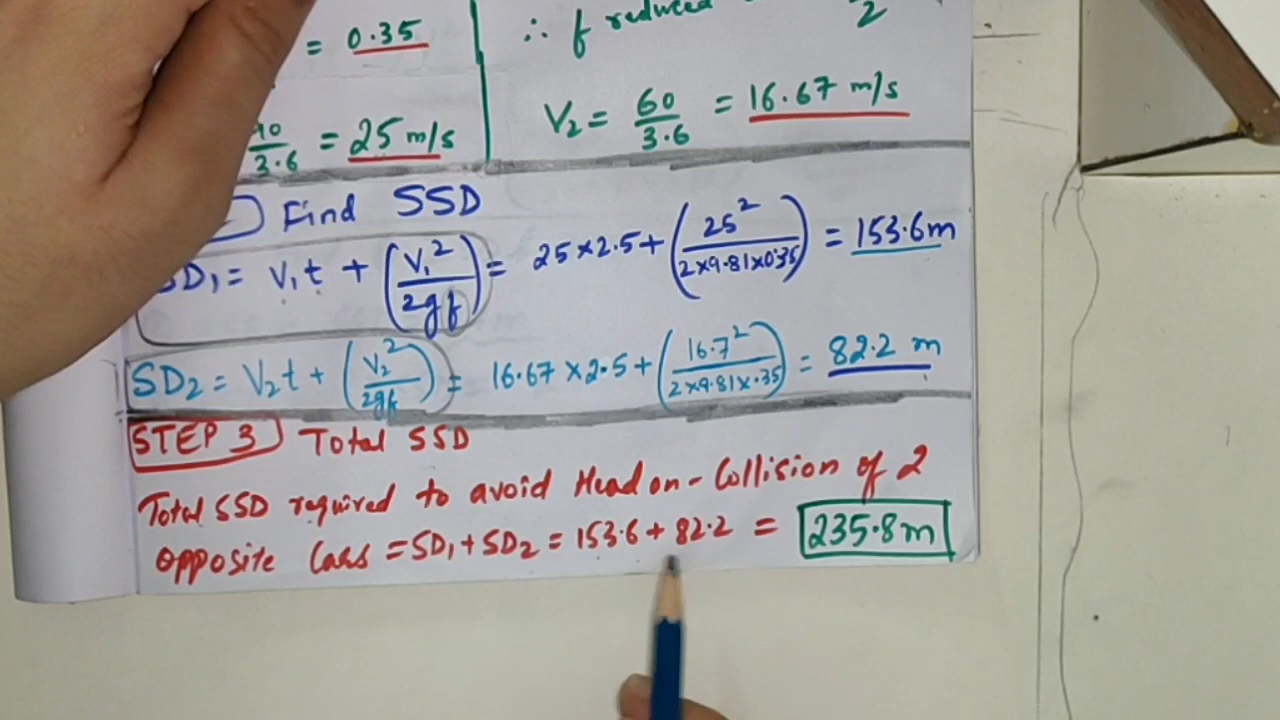 = 0.35
∴ f reduced
2
V2 = 60/3.6 = 16.67 m/s
90/3.6 = 25 m/s
Find SSD
SD1 = V1t + (V1²/2gf) = 25×2.5+(25²/2×9.81×0.35) = 153.6m
SD2 = V2t + (V2²/2gf) = 16.67×2.5+(16.7²/2×9.81×.35) = 82.2 m
STEP 3 Total SSD
Total SSD required to avoid Head on-Collision of 2
opposite Cars = SD1+SD2 = 153.6+82.2 = 235.8m